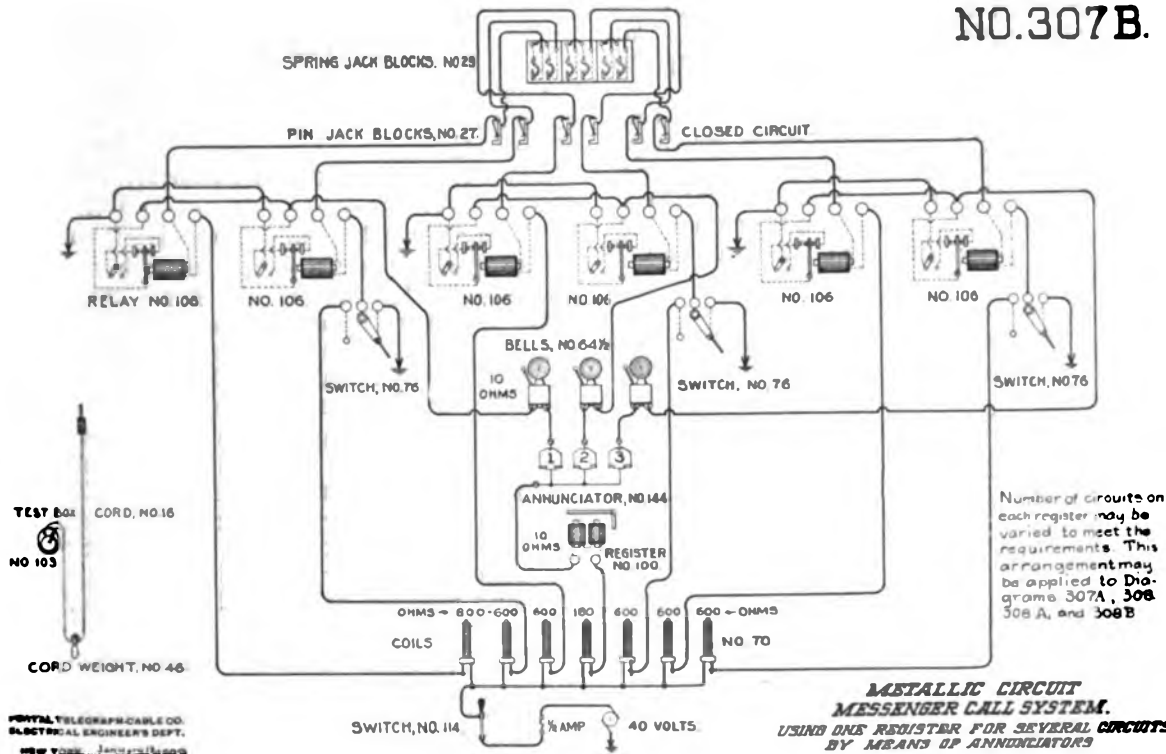 NO.307B.
SPRING JACK BLOCKS. NO 29
PIN JACK BLOCKS, NO. 27.
CLOSED CIRCUIT
RELAY NO. 106.
NO. 106
NO. 106
NO. 106
NO. 106
NO. 106
SWITCH, NO. 76
BELLS, NO 64½
10 OHMS
SWITCH, NO. 76
SWITCH, NO 76
1 2 3
ANNUNCIATOR, NO. 144
10 OHMS
REGISTER NO. 100
TEST BOX
NO 103
CORD, NO. 16
CORD WEIGHT, NO. 46
Number of circuits on
each register may be
varied to meet the
requirements. This
arrangement may
be applied to Dia-
grams 307A, 308
308 A, and 308B
OHMS 600 600 600 600 600 OHMS
COILS
NO. 70
SWITCH, NO. 114
½ AMP
40 VOLTS
METALLIC CIRCUIT
MESSENGER CALL SYSTEM.
USING ONE REGISTER FOR SEVERAL CIRCUITS
BY MEANS OF ANNUNCIATORS
POSTAL TELEGRAPH-CABLE CO.
ELECTRICAL ENGINEER'S DEPT.
NEW YORK